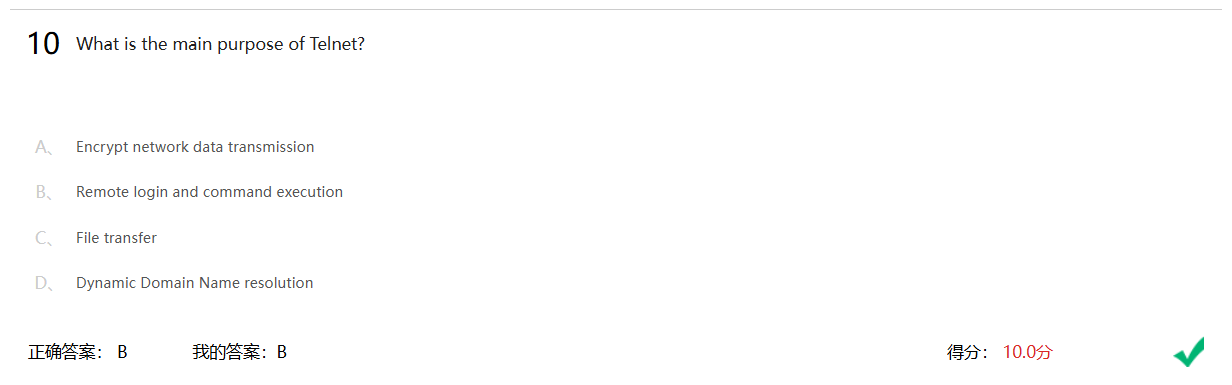 10 What is the main purpose of Telnet?
A、 Encrypt network data transmission
B、 Remote login and command execution
C、 File transfer
D、 Dynamic Domain Name resolution
正确答案： B 我的答案：B 得分： 10.0分